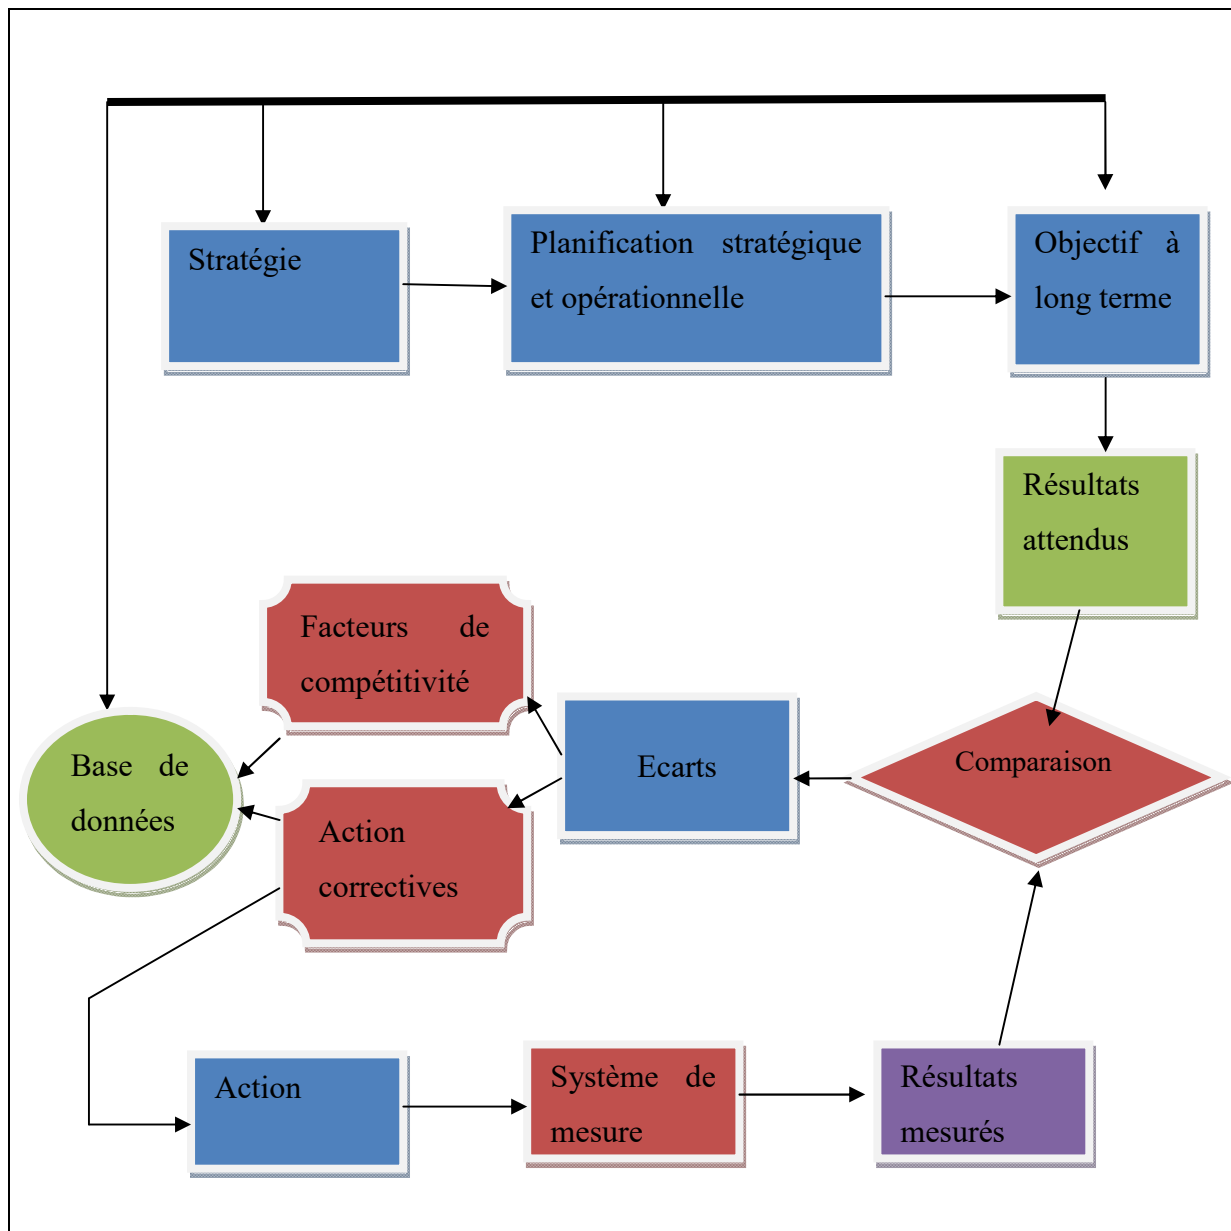 Stratégie
Planification stratégique
et opérationnelle
Objectif à
long terme
Résultats
attendus
Facteurs de
compétitivité
Base de
données
Ecarts
Comparaison
Action
correctives
Action
Système de
mesure
Résultats
mesurés